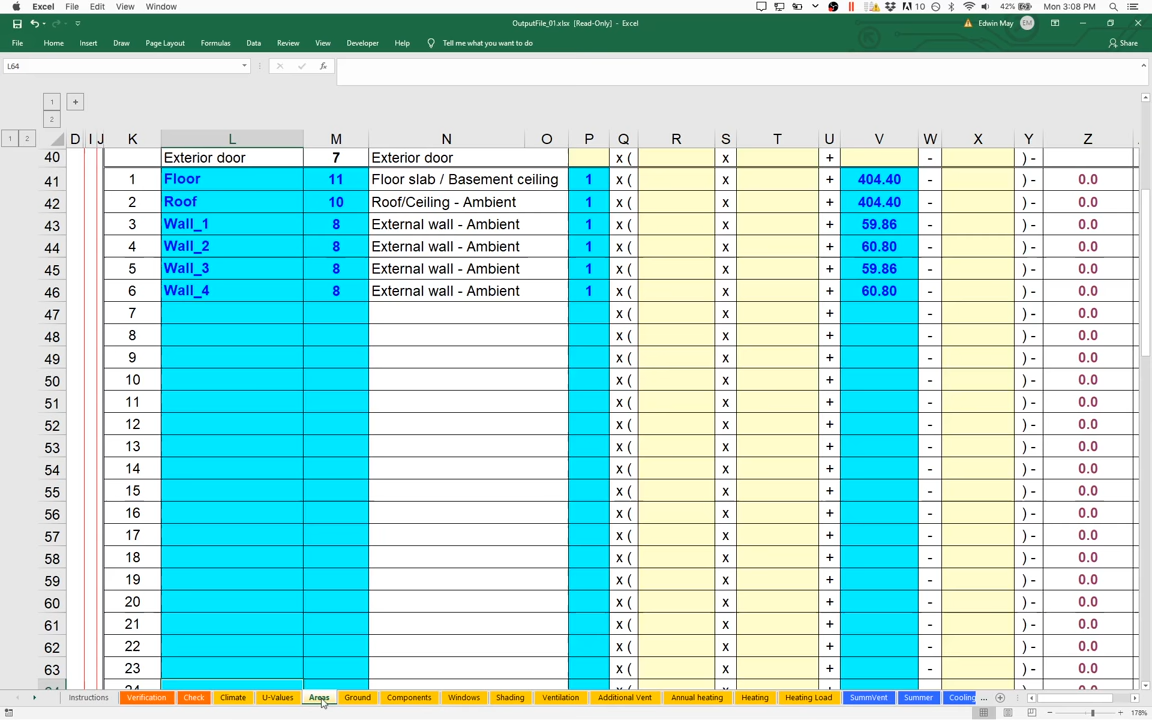 Excel File Edit View Window 10 42% Mon 3:08 PM
OutputFile_01.xlsx [Read-Only] - Excel Edwin May EM
File Home Insert Draw Page Layout Formulas Data Review View Developer Help Tell me what you want to do Share
L64 fx
1 +
2
1 2 D I J K L M N O P Q R S T U V W X Y Z
40 Exterior door 7 Exterior door x ( x + - ) -
41 1 Floor 11 Floor slab / Basement ceiling 1 x ( x + 404.40 - ) - 0.0
42 2 Roof 10 Roof/Ceiling - Ambient 1 x ( x + 404.40 - ) - 0.0
43 3 Wall_1 8 External wall - Ambient 1 x ( x + 59.86 - ) - 0.0
44 4 Wall_2 8 External wall - Ambient 1 x ( x + 60.80 - ) - 0.0
45 5 Wall_3 8 External wall - Ambient 1 x ( x + 59.86 - ) - 0.0
46 6 Wall_4 8 External wall - Ambient 1 x ( x + 60.80 - ) - 0.0
47 7 x ( x + - ) - 0.0
48 8 x ( x + - ) - 0.0
49 9 x ( x + - ) - 0.0
50 10 x ( x + - ) - 0.0
51 11 x ( x + - ) - 0.0
52 12 x ( x + - ) - 0.0
53 13 x ( x + - ) - 0.0
54 14 x ( x + - ) - 0.0
55 15 x ( x + - ) - 0.0
56 16 x ( x + - ) - 0.0
57 17 x ( x + - ) - 0.0
58 18 x ( x + - ) - 0.0
59 19 x ( x + - ) - 0.0
60 20 x ( x + - ) - 0.0
61 21 x ( x + - ) - 0.0
62 22 x ( x + - ) - 0.0
63 23 x ( x + - ) - 0.0
Instructions Verification Check Climate U-Values Areas Ground Components Windows Shading Ventilation Additional Vent Annual heating Heating Heating Load SummVent Summer Cooling ...
178%